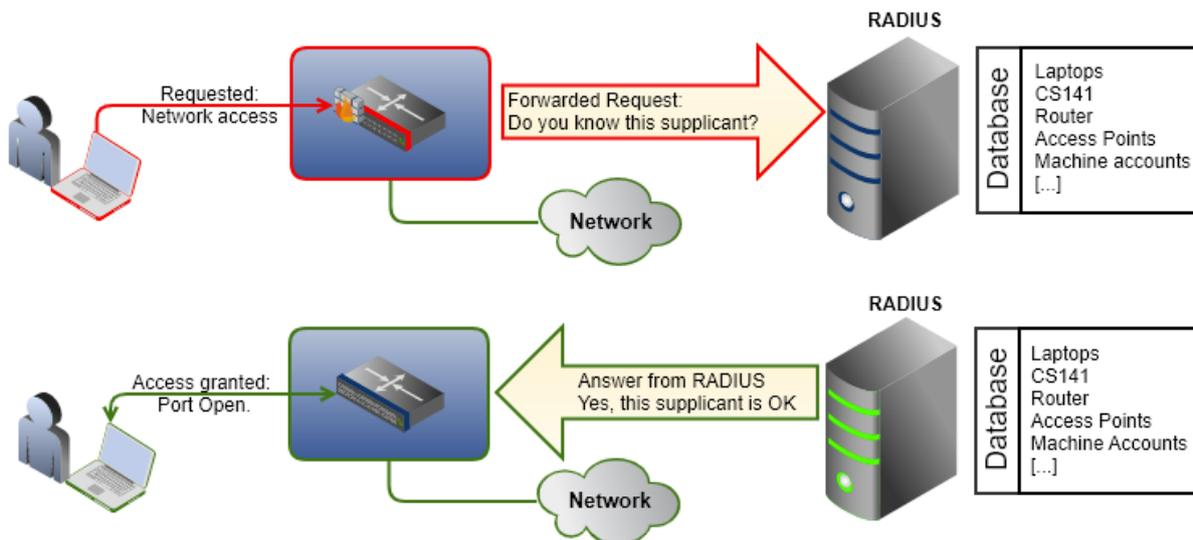 RADIUS
Requested:
Network access
Forwarded Request:
Do you know this supplicant?
Database
Laptops
CS141
Router
Access Points
Machine accounts
[...]
Network
RADIUS
Access granted:
Port Open.
Answer from RADIUS
Yes, this supplicant is OK
Database
Laptops
CS141
Router
Access Points
Machine Accounts
[...]
Network